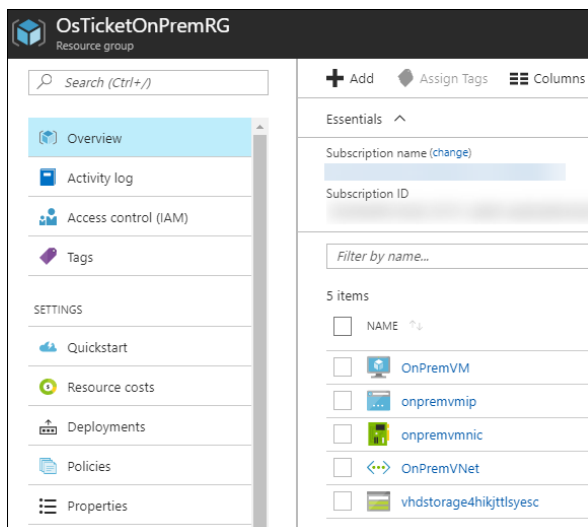 OsTicketOnPremRG
Resource group
Search (Ctrl+/)
Overview
Activity log
Access control (IAM)
Tags
SETTINGS
Quickstart
Resource costs
Deployments
Policies
Properties
Add Assign Tags Columns
Essentials
Subscription name (change)
Subscription ID
Filter by name...
5 items
NAME
OnPremVM
onpremvmip
onpremvmnic
OnPremVNet
vhdstorage4hikjttlsyesc